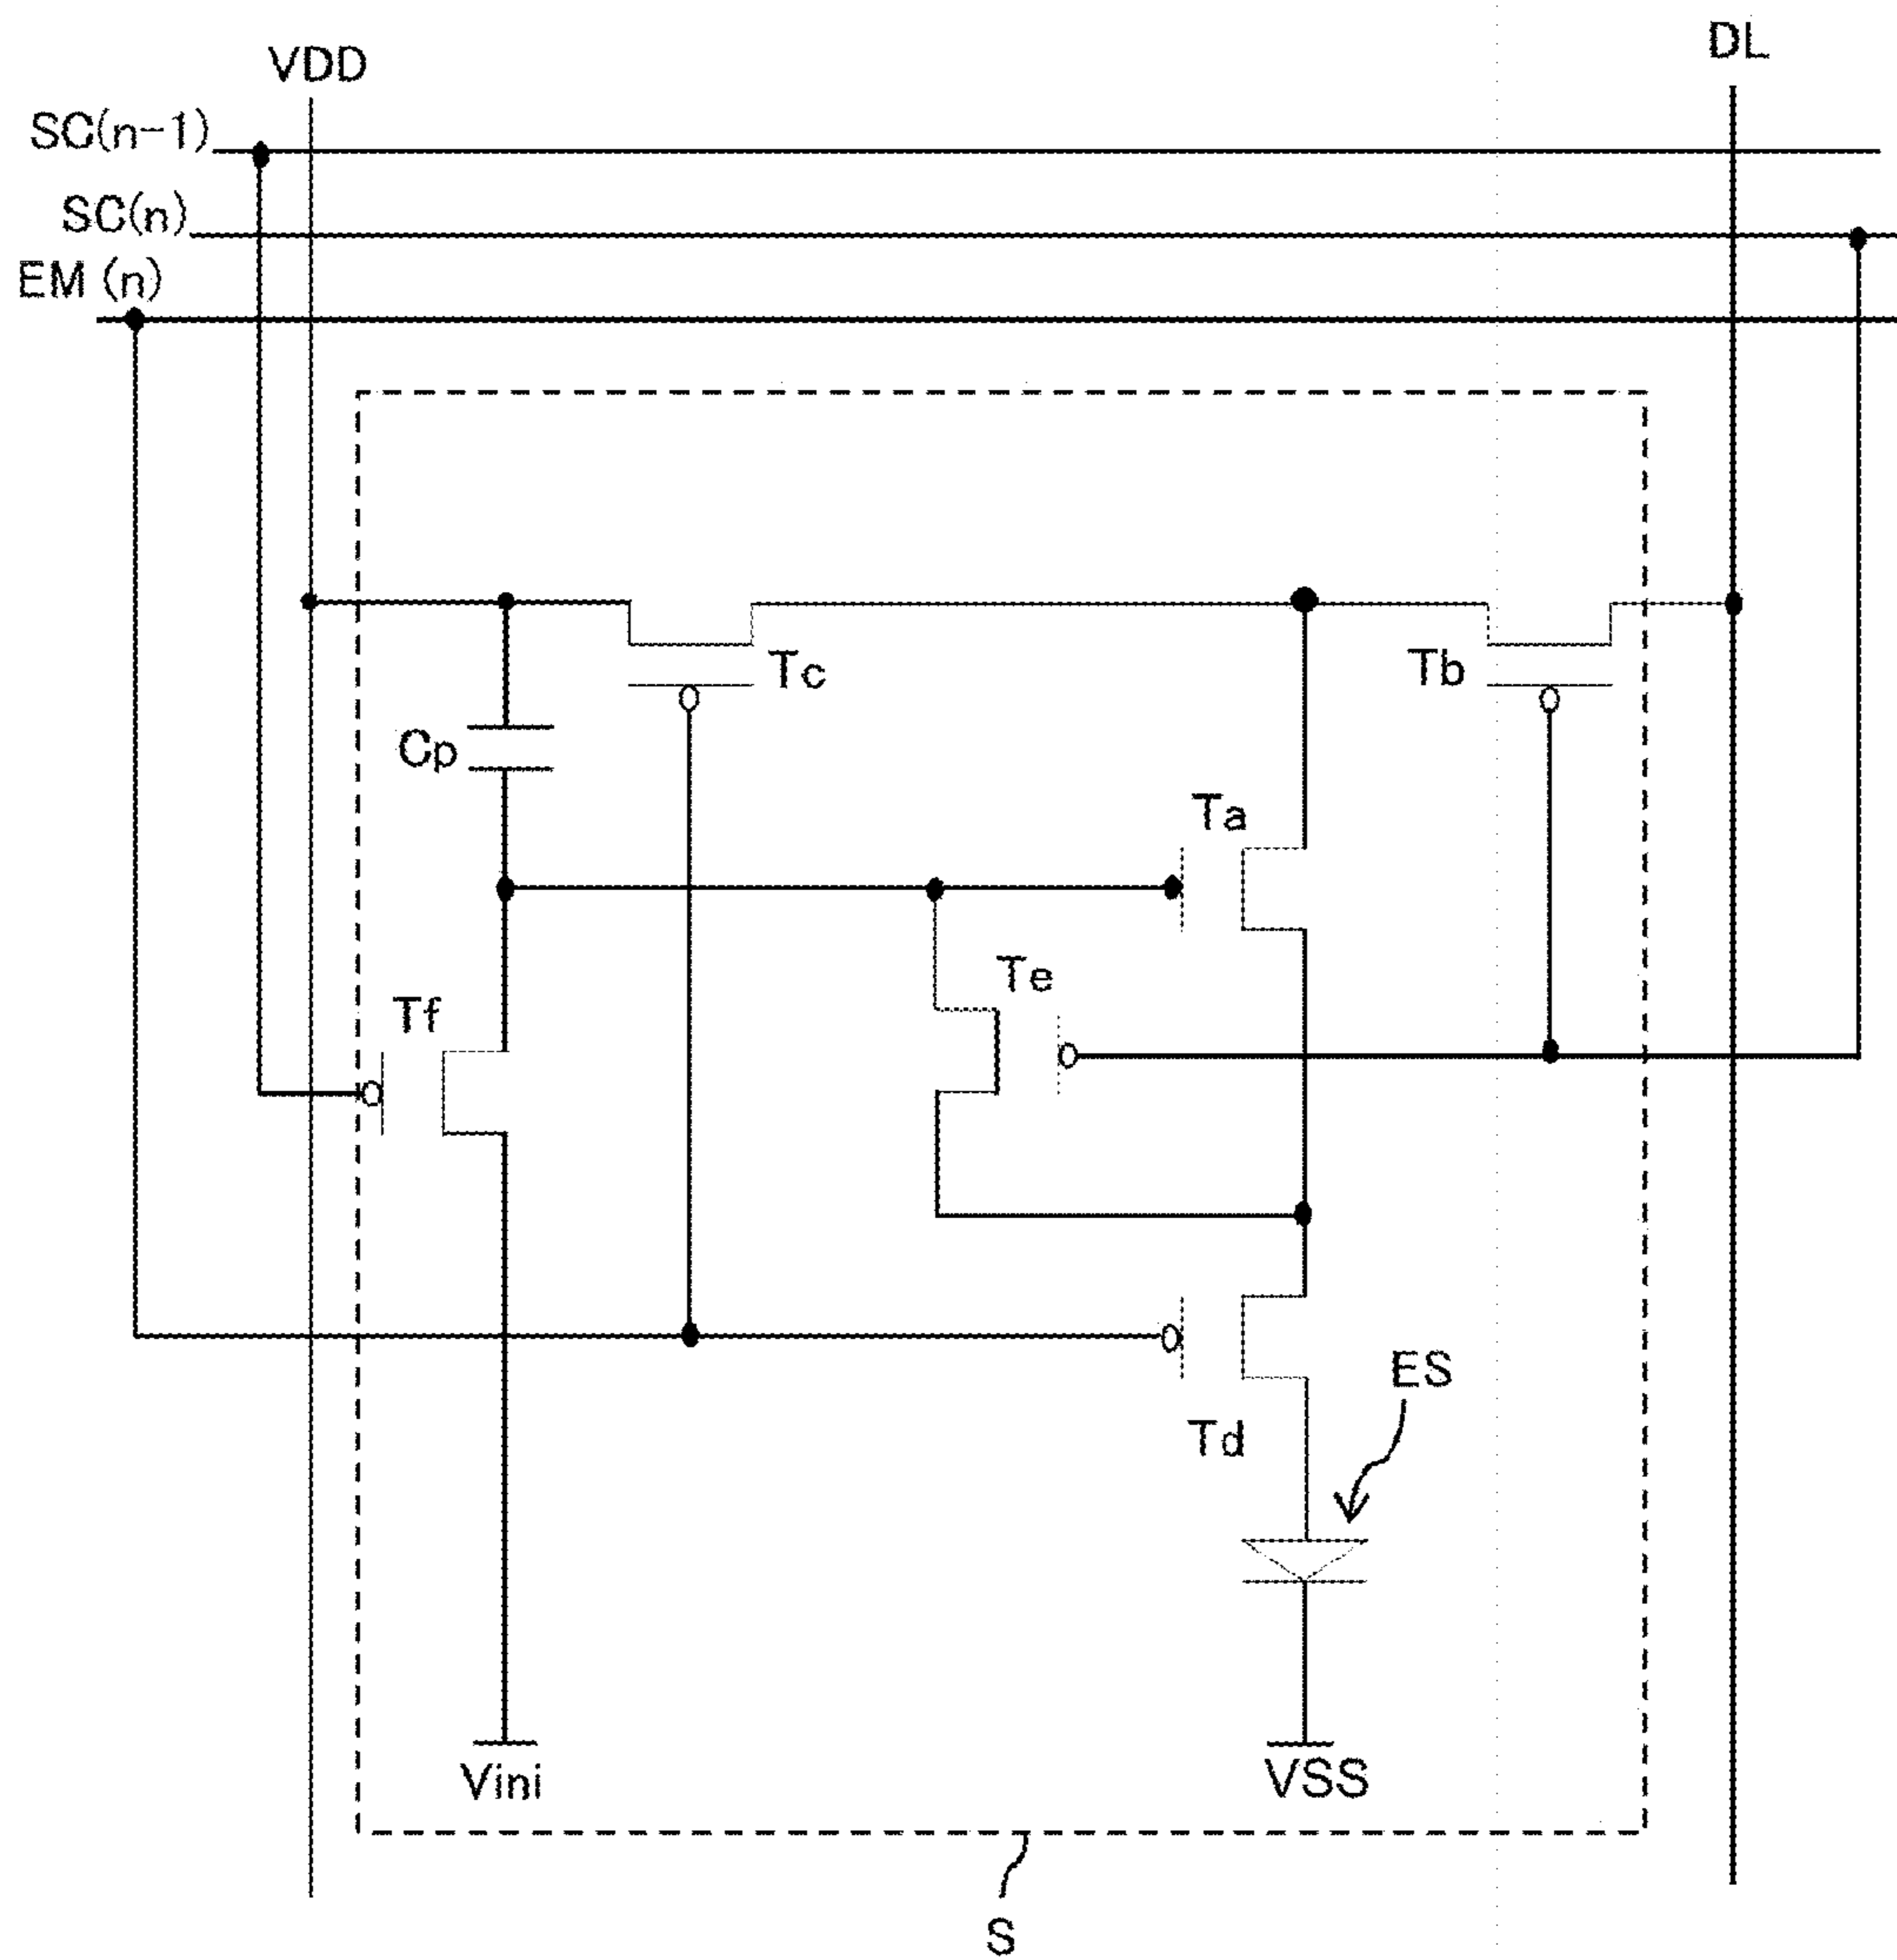 VDD
DL
SC(n-1)
SC(n)
EM (n)
Tc
Tb
Cp
Ta
Te
Tf
ES
Td
Vini
VSS
S